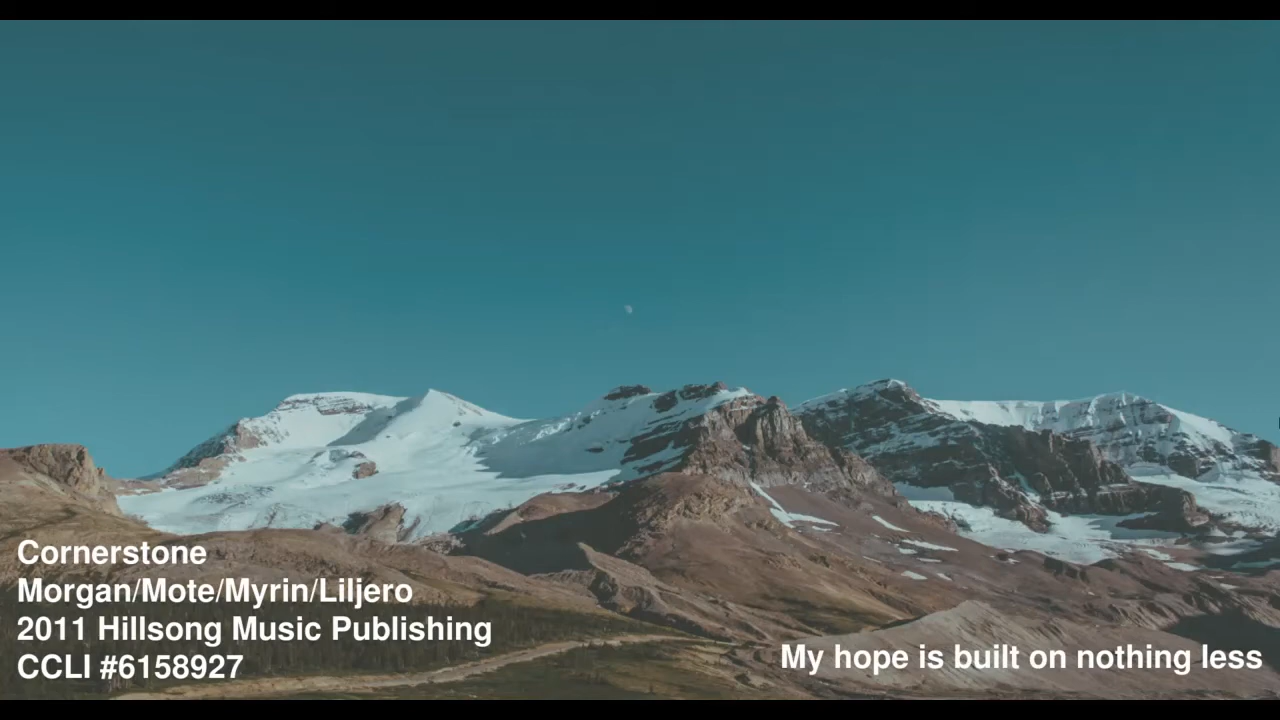 Cornerstone
Morgan/Mote/Myrin/Liljero
2011 Hillsong Music Publishing
CCLI #6158927
My hope is built on nothing less